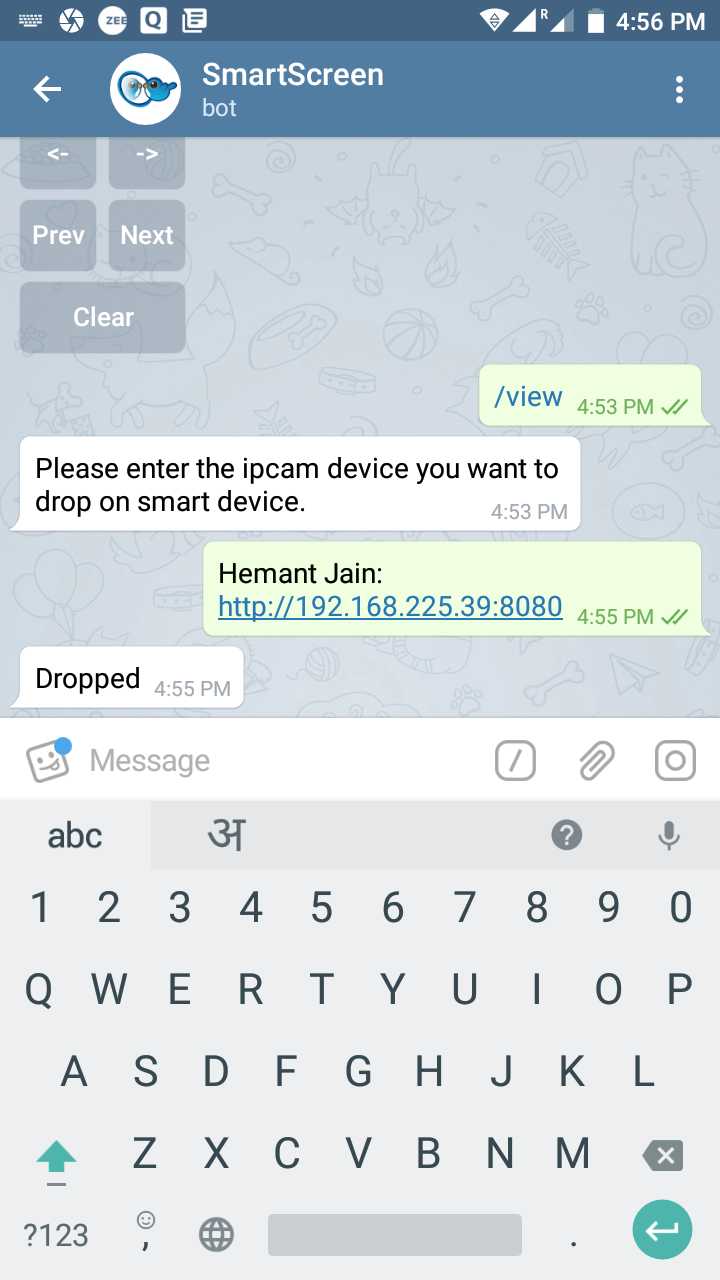 ZEE Q R 4:56 PM
SmartScreen
bot
<- ->
Prev Next
Clear
/view 4:53 PM
Please enter the ipcam device you want to
drop on smart device.
4:53 PM
Hemant Jain:
http://192.168.225.39:8080 4:55 PM
Dropped 4:55 PM
Message /
abc अ ?
1 2 3 4 5 6 7 8 9 0
Q W E R T Y U I O P
A S D F G H J K L
Z X C V B N M
?123 , .